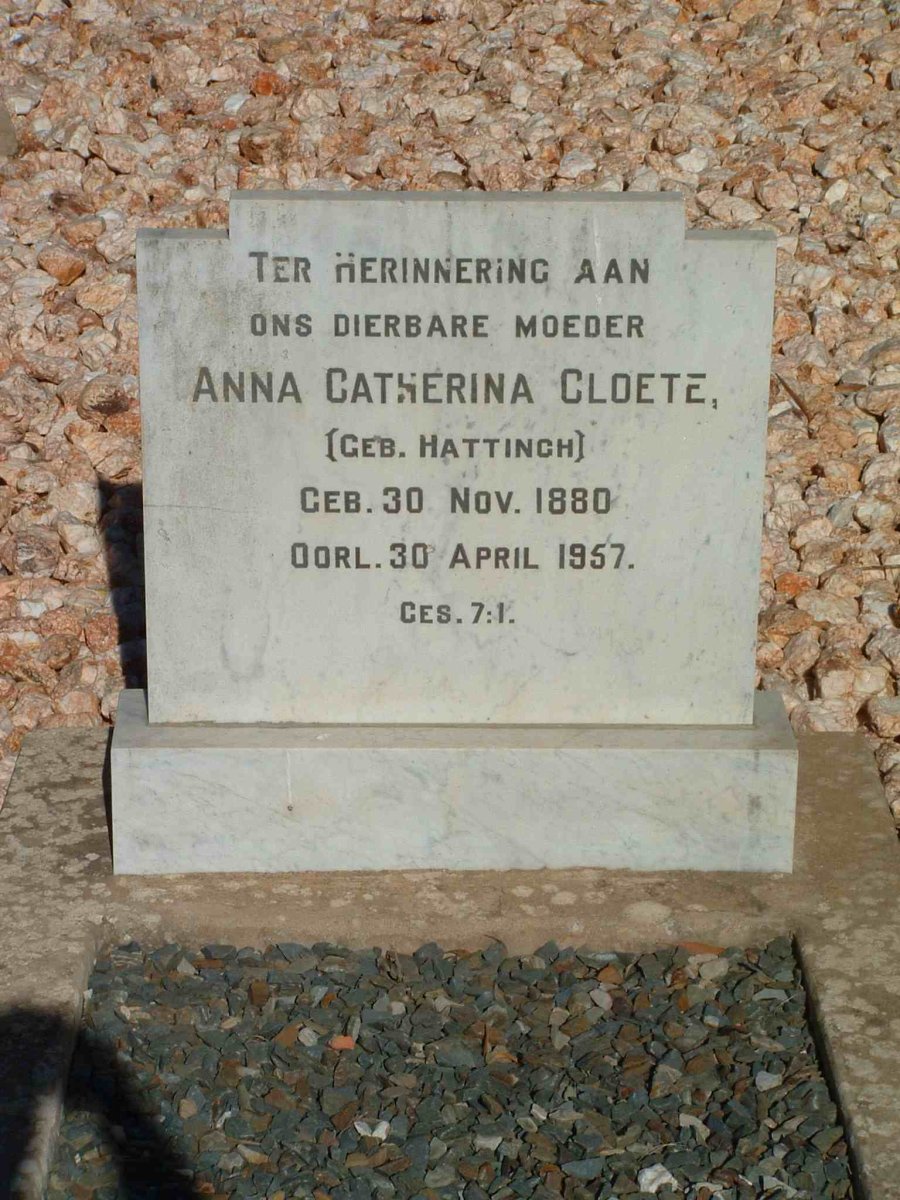 TER HERINNERING AAN
ONS DIERBARE MOEDER
ANNA CATHERINA CLOETE,
(GEB. HATTINGH)
GEB. 30 NOV. 1880
OORL. 30 APRIL 1957.
GES. 7:1.